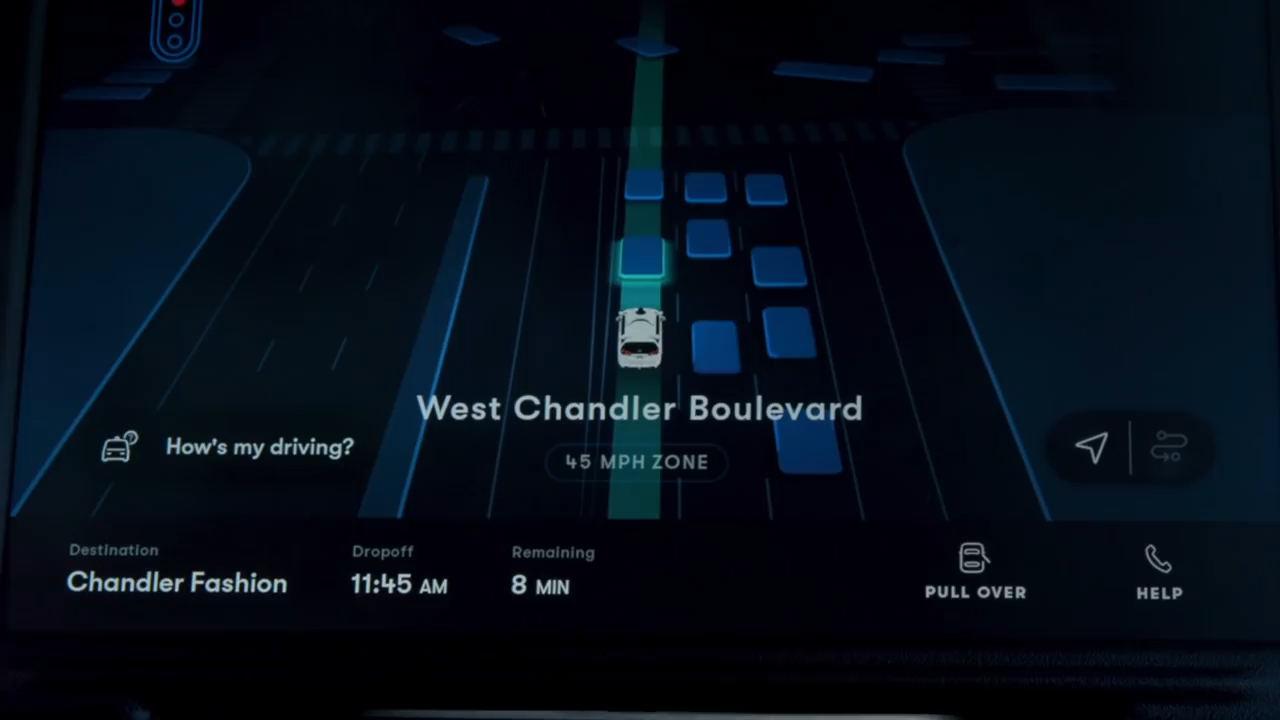 West Chandler Boulevard
How's my driving?
45 MPH ZONE
Destination
Dropoff
Remaining
Chandler Fashion
11:45 AM
8 MIN
PULL OVER
HELP